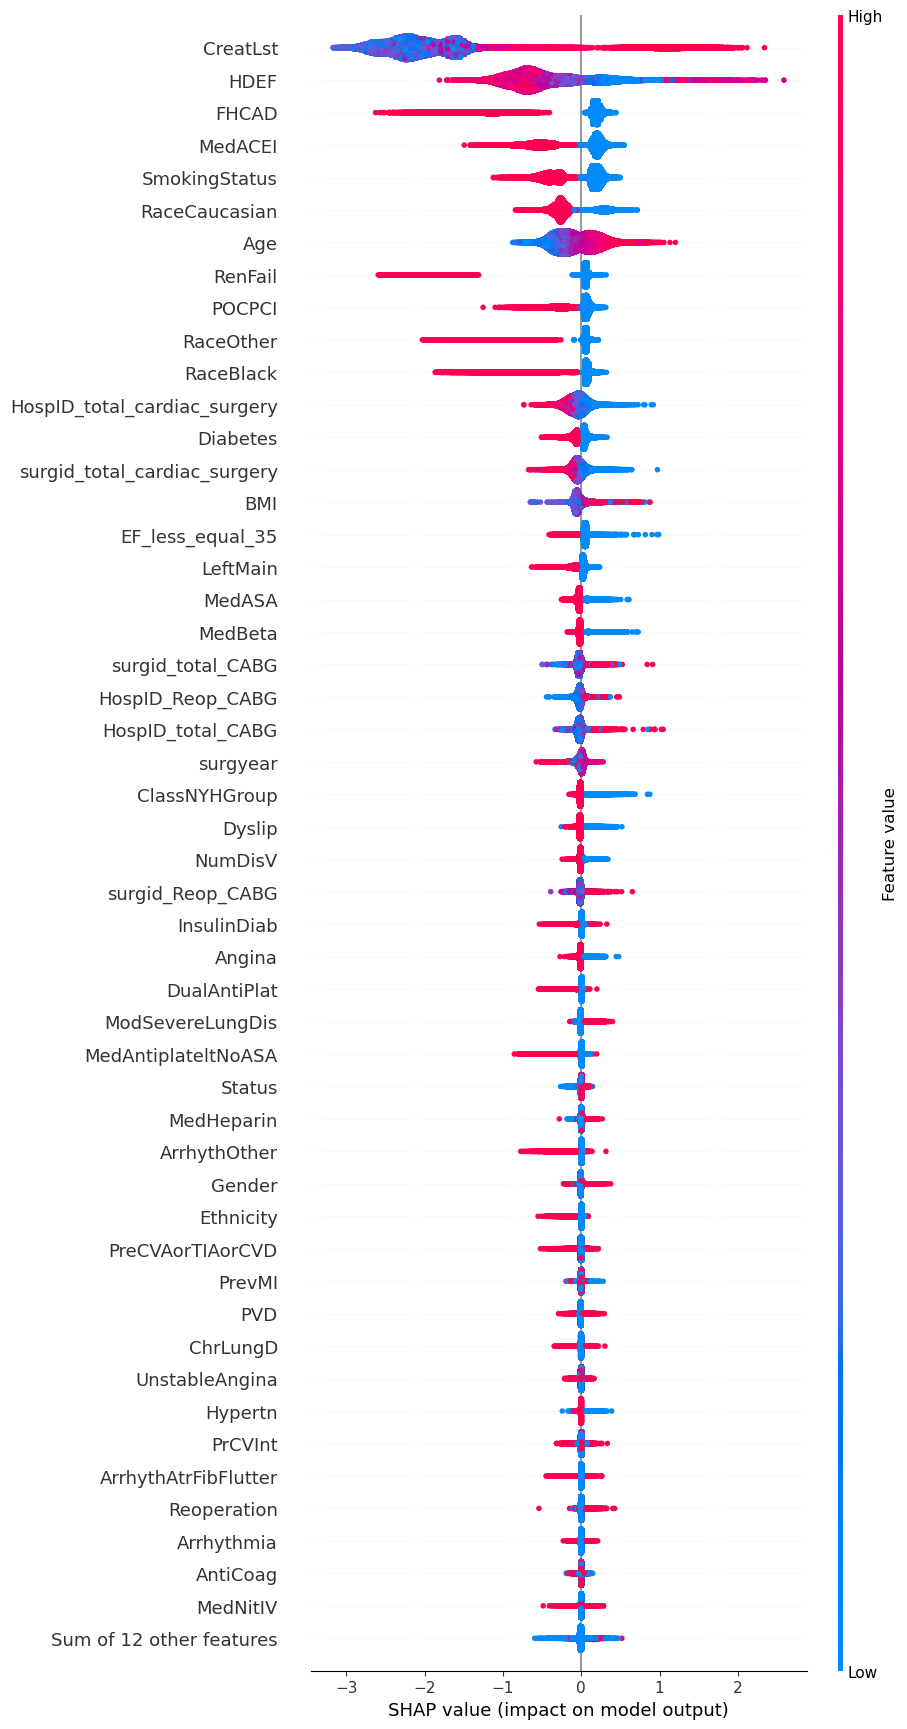 High
CreatLst
HDEF
FHCAD
MedACEI
SmokingStatus
RaceCaucasian
Age
RenFail
POCPCI
RaceOther
RaceBlack
HospID_total_cardiac_surgery
Diabetes
surgid_total_cardiac_surgery
BMI
EF_less_equal_35
LeftMain
MedASA
MedBeta
surgid_total_CABG
HospID_Reop_CABG
HospID_total_CABG
surgyear
ClassNYHGroup
Feature value
Dyslip
NumDisV
surgid_Reop_CABG
InsulinDiab
Angina
DualAntiPlat
ModSevereLungDis
MedAntiplateltNoASA
Status
MedHeparin
ArrhythOther
Gender
Ethnicity
PreCVAorTIAorCVD
PrevMI
PVD
ChrLungD
UnstableAngina
Hypertn
PrCVInt
ArrhythAtrFibFlutter
Reoperation
Arrhythmia
AntiCoag
MedNitIV
Sum of 12 other features
Low
−3 −2 −1 0 1 2
SHAP value (impact on model output)